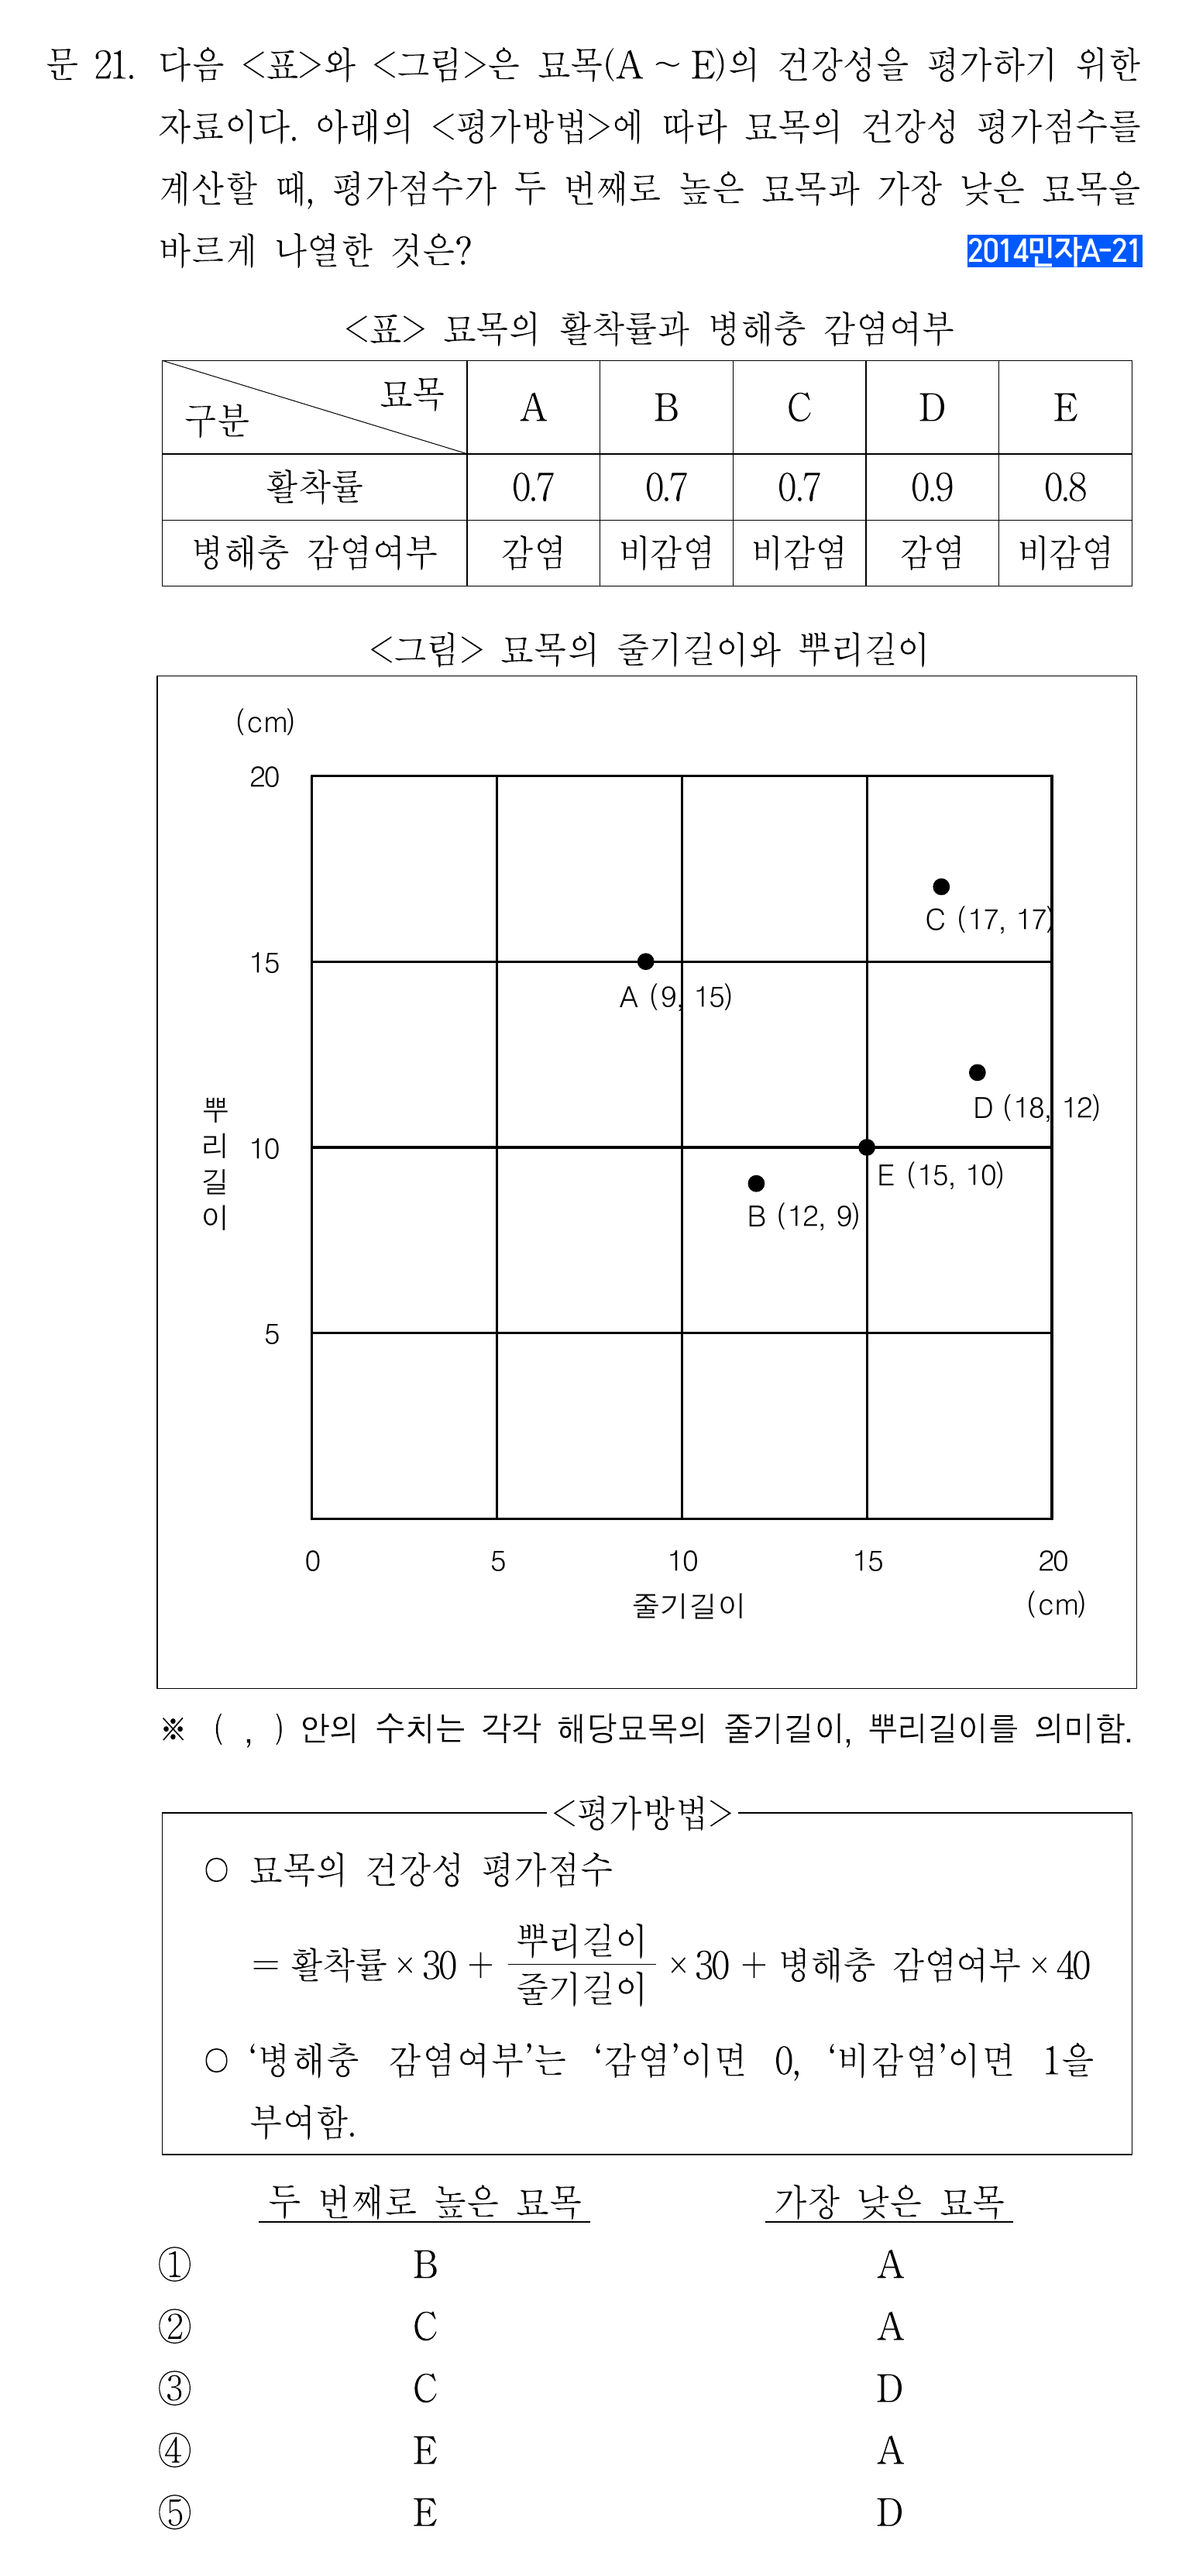 문 21. 다음 <표>와 <그림>은 묘목(A ~ E)의 건강성을 평가하기 위한
자료이다. 아래의 <평가방법>에 따라 묘목의 건강성 평가점수를
계산할 때, 평가점수가 두 번째로 높은 묘목과 가장 낮은 묘목을
바르게 나열한 것은?
2014민자A-21
<표> 묘목의 활착률과 병해충 감염여부
구분 묘목 A B C D E
활착률 0.7 0.7 0.7 0.9 0.8
병해충 감염여부 감염 비감염 비감염 감염 비감염
<그림> 묘목의 줄기길이와 뿌리길이
(cm)
20
C (17, 17)
15
A (9, 15)
D (18, 12)
뿌리길이
10
E (15, 10)
B (12, 9)
5
0 5 10 15 20
줄기길이 (cm)
※ ( , ) 안의 수치는 각각 해당묘목의 줄기길이, 뿌리길이를 의미함.
<평가방법>
○ 묘목의 건강성 평가점수
= 활착률 × 30 + 뿌리길이/줄기길이 × 30 + 병해충 감염여부 × 40
○ ‘병해충 감염여부’는 ‘감염’이면 0, ‘비감염’이면 1을
부여함.
두 번째로 높은 묘목 가장 낮은 묘목
① B A
② C A
③ C D
④ E A
⑤ E D